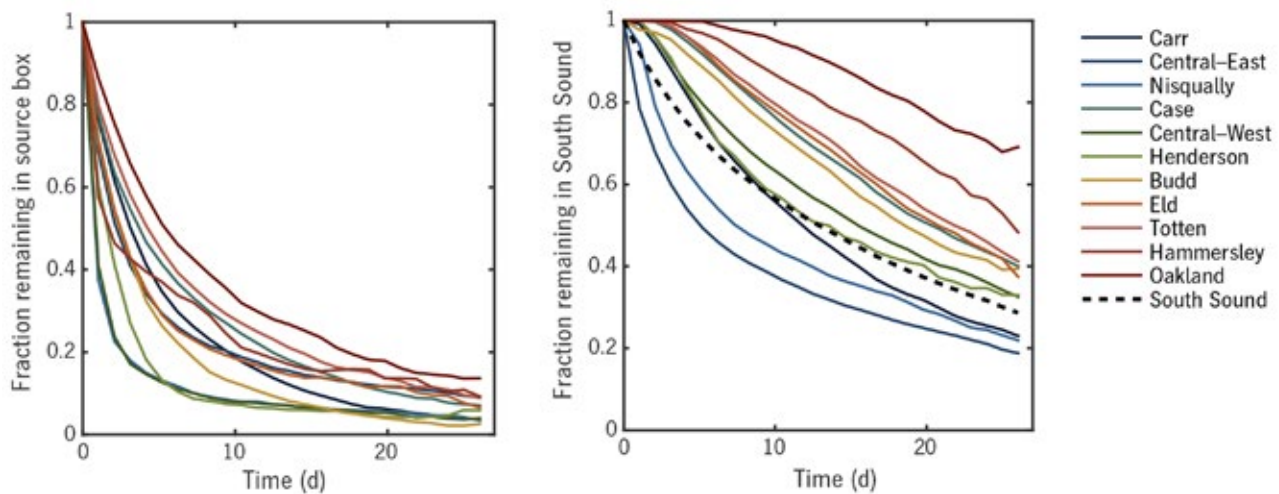 Fraction remaining in source box
1
0.8
0.6
0.4
0.2
0
0
10
20
Time (d)
Fraction remaining in South Sound
1
0.8
0.6
0.4
0.2
0
0
10
20
Time (d)
Carr
Central–East
Nisqually
Case
Central–West
Henderson
Budd
Eld
Totten
Hammersley
Oakland
South Sound